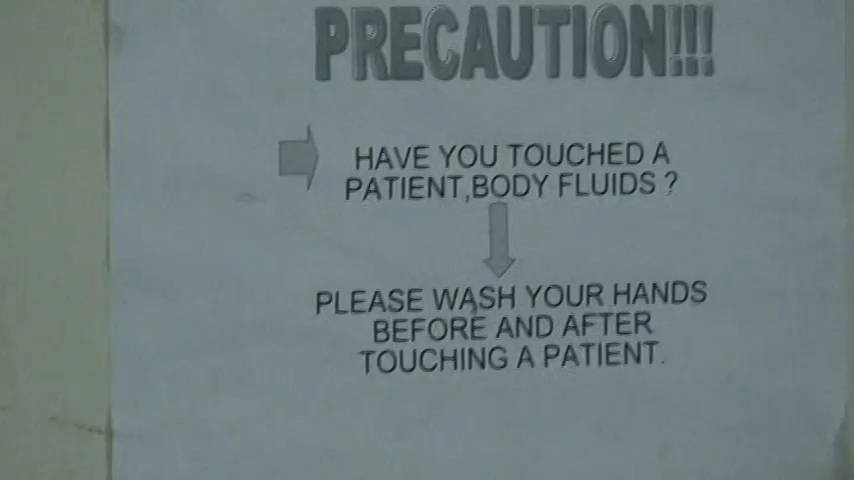 PRECAUTION!!!
HAVE YOU TOUCHED A
PATIENT,BODY FLUIDS ?
PLEASE WASH YOUR HANDS
BEFORE AND AFTER
TOUCHING A PATIENT.